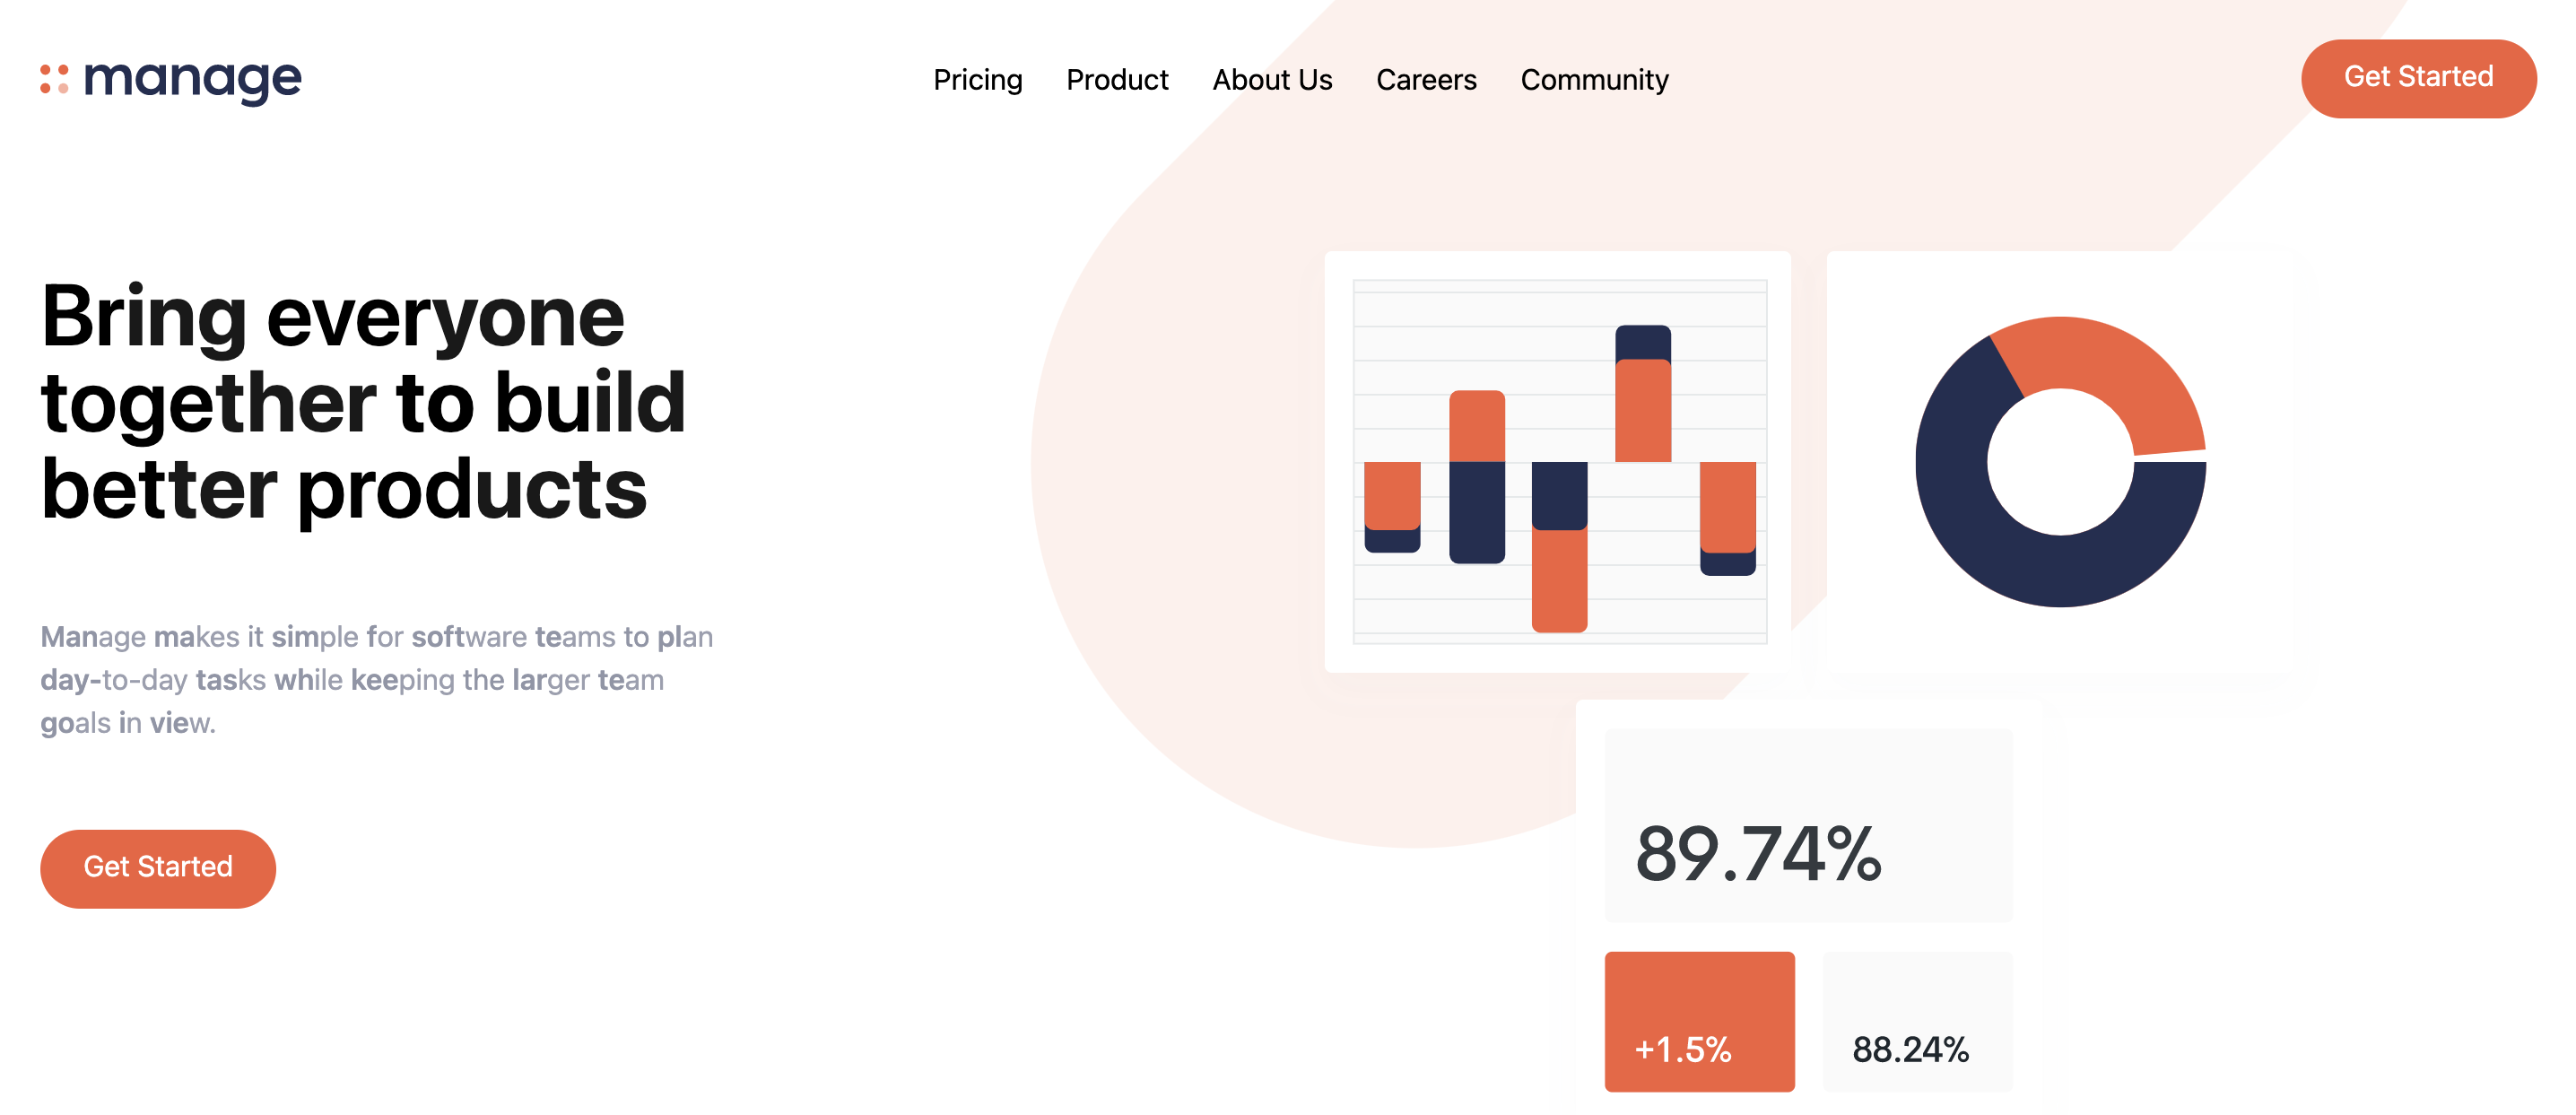 manage
Pricing Product About Us Careers Community
Get Started
Bring everyone
together to build
better products
Manage makes it simple for software teams to plan
day-to-day tasks while keeping the larger team
goals in view.
Get Started
89.74%
+1.5%
88.24%